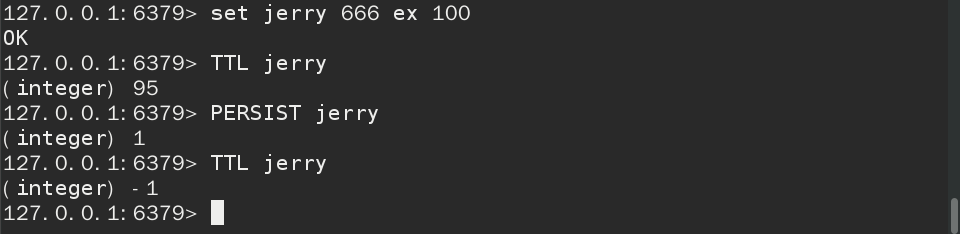 127.0.0.1:6379> set jerry 666 ex 100
OK
127.0.0.1:6379> TTL jerry
(integer) 95
127.0.0.1:6379> PERSIST jerry
(integer) 1
127.0.0.1:6379> TTL jerry
(integer) -1
127.0.0.1:6379>